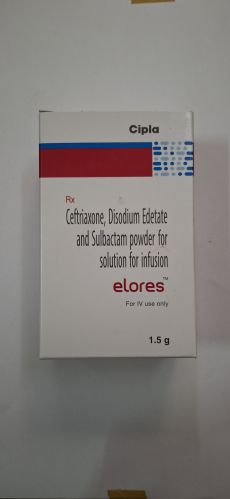 Cipla
Rx
Ceftriaxone, Disodium Edetate
and Sulbactam powder for
solution for infusion
elores™
For IV use only
1.5 g